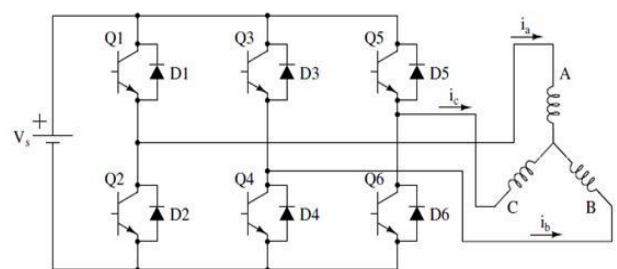 Q1 Q3 Q5 i_a
D1 D3 D5 i_c A
+
V_s
Q2 Q4 Q6
D2 D4 D6 C B
i_b